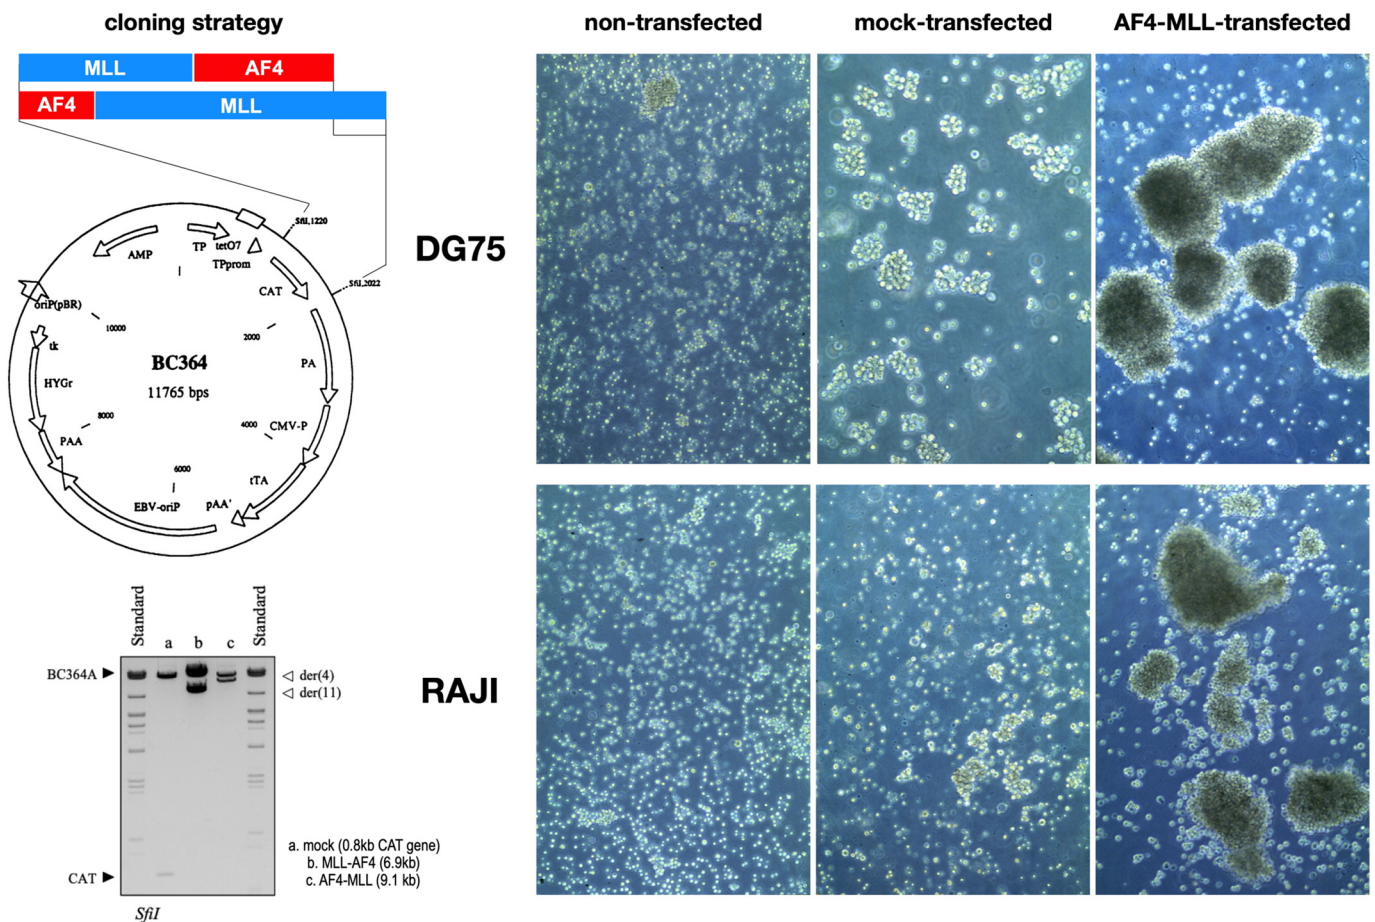 cloning strategy
MLL AF4
AF4 MLL
SfiI,1220
SfiI,2022
AMP
TP tetO7
TPprom
CAT
oriP(pBR)
10000
2000
tk
BC364
11765 bps
PA
HYGr
8000
4000
CMV-P
PAA
6000
tTA
EBV-oriP
pAA'
Standard a b c Standard
BC364A
der(4)
der(11)
CAT
SfiI
a. mock (0.8kb CAT gene)
b. MLL-AF4 (6.9kb)
c. AF4-MLL (9.1 kb)
non-transfected
mock-transfected
AF4-MLL-transfected
DG75
RAJI